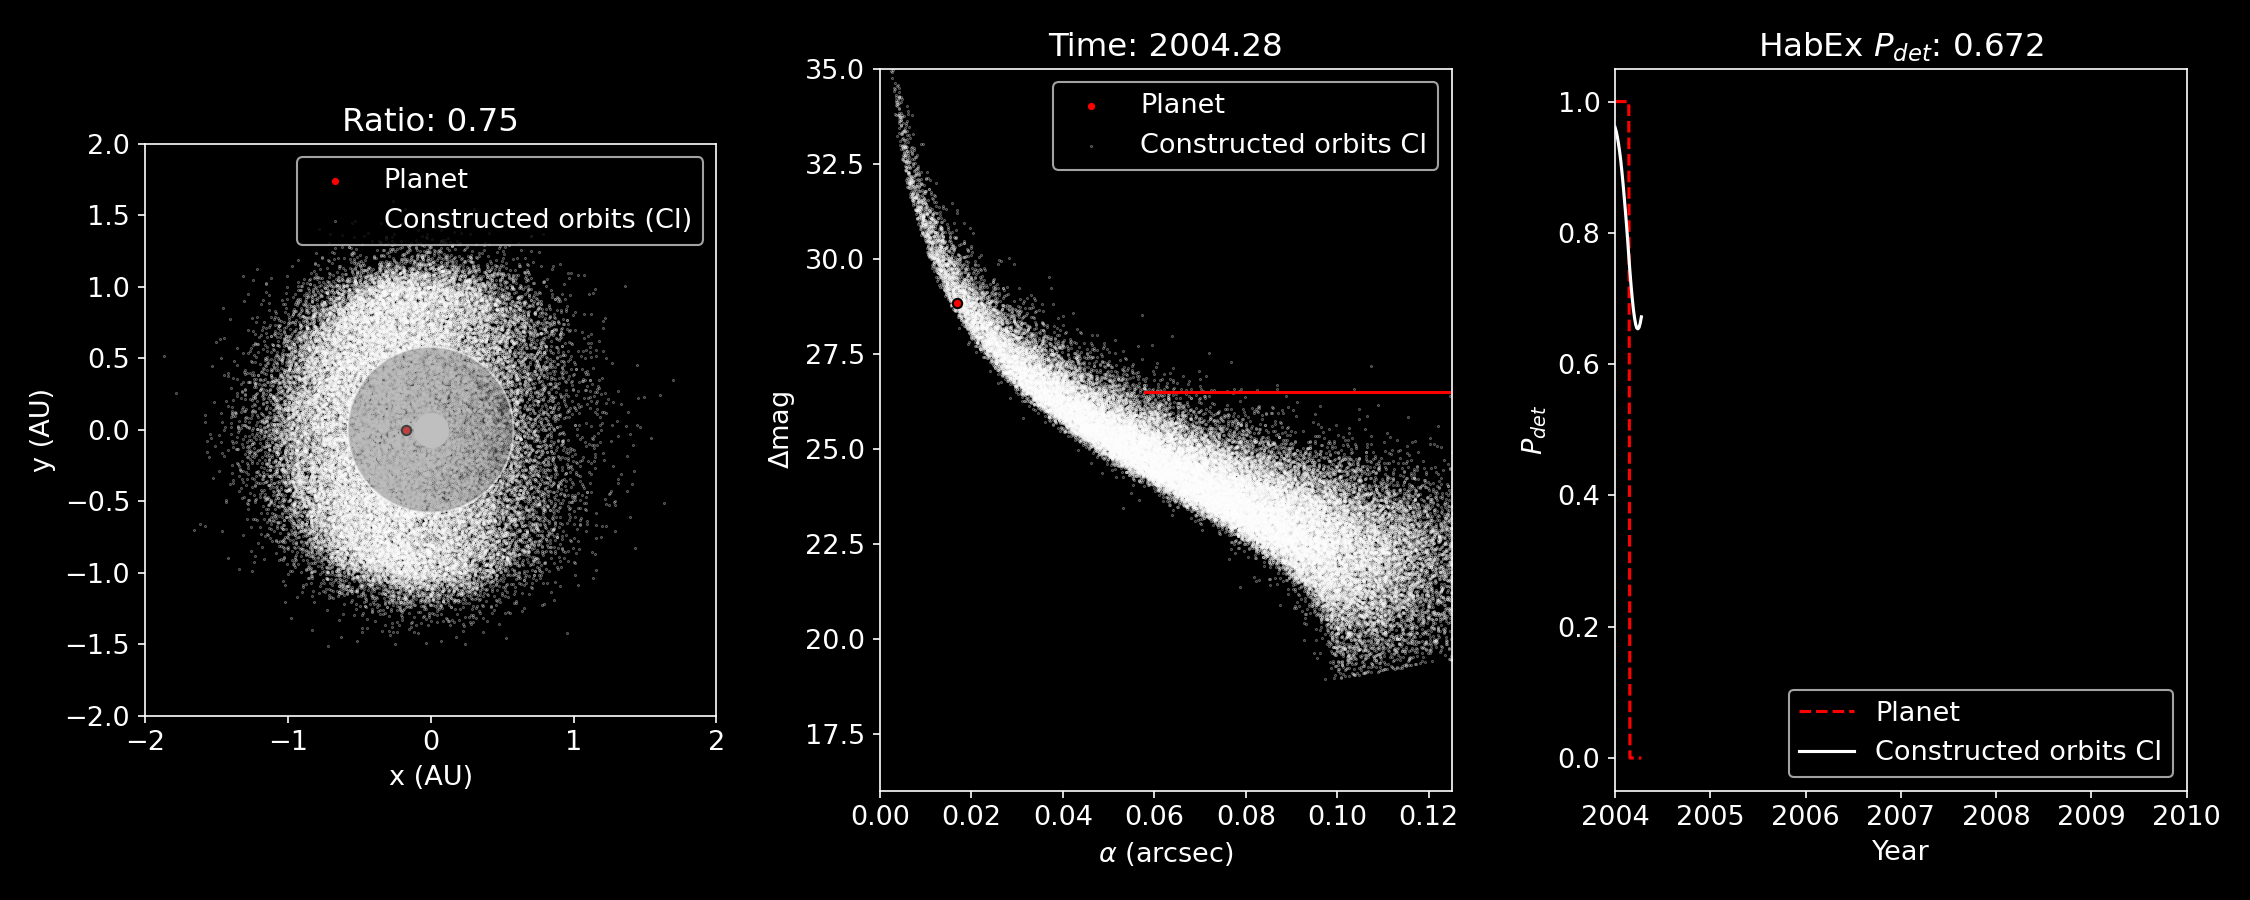 Ratio: 0.75
Planet
Constructed orbits (CI)
2.0
1.5
1.0
0.5
0.0
−0.5
−1.0
−1.5
−2.0
y (AU)
−2
−1
0
1
2
x (AU)
Time: 2004.28
Planet
Constructed orbits CI
35.0
32.5
30.0
27.5
25.0
22.5
20.0
17.5
Δmag
0.00
0.02
0.04
0.06
0.08
0.10
0.12
α (arcsec)
HabEx P_det: 0.672
1.0
0.8
0.6
0.4
0.2
0.0
P_det
Planet
Constructed orbits CI
2004
2005
2006
2007
2008
2009
2010
Year